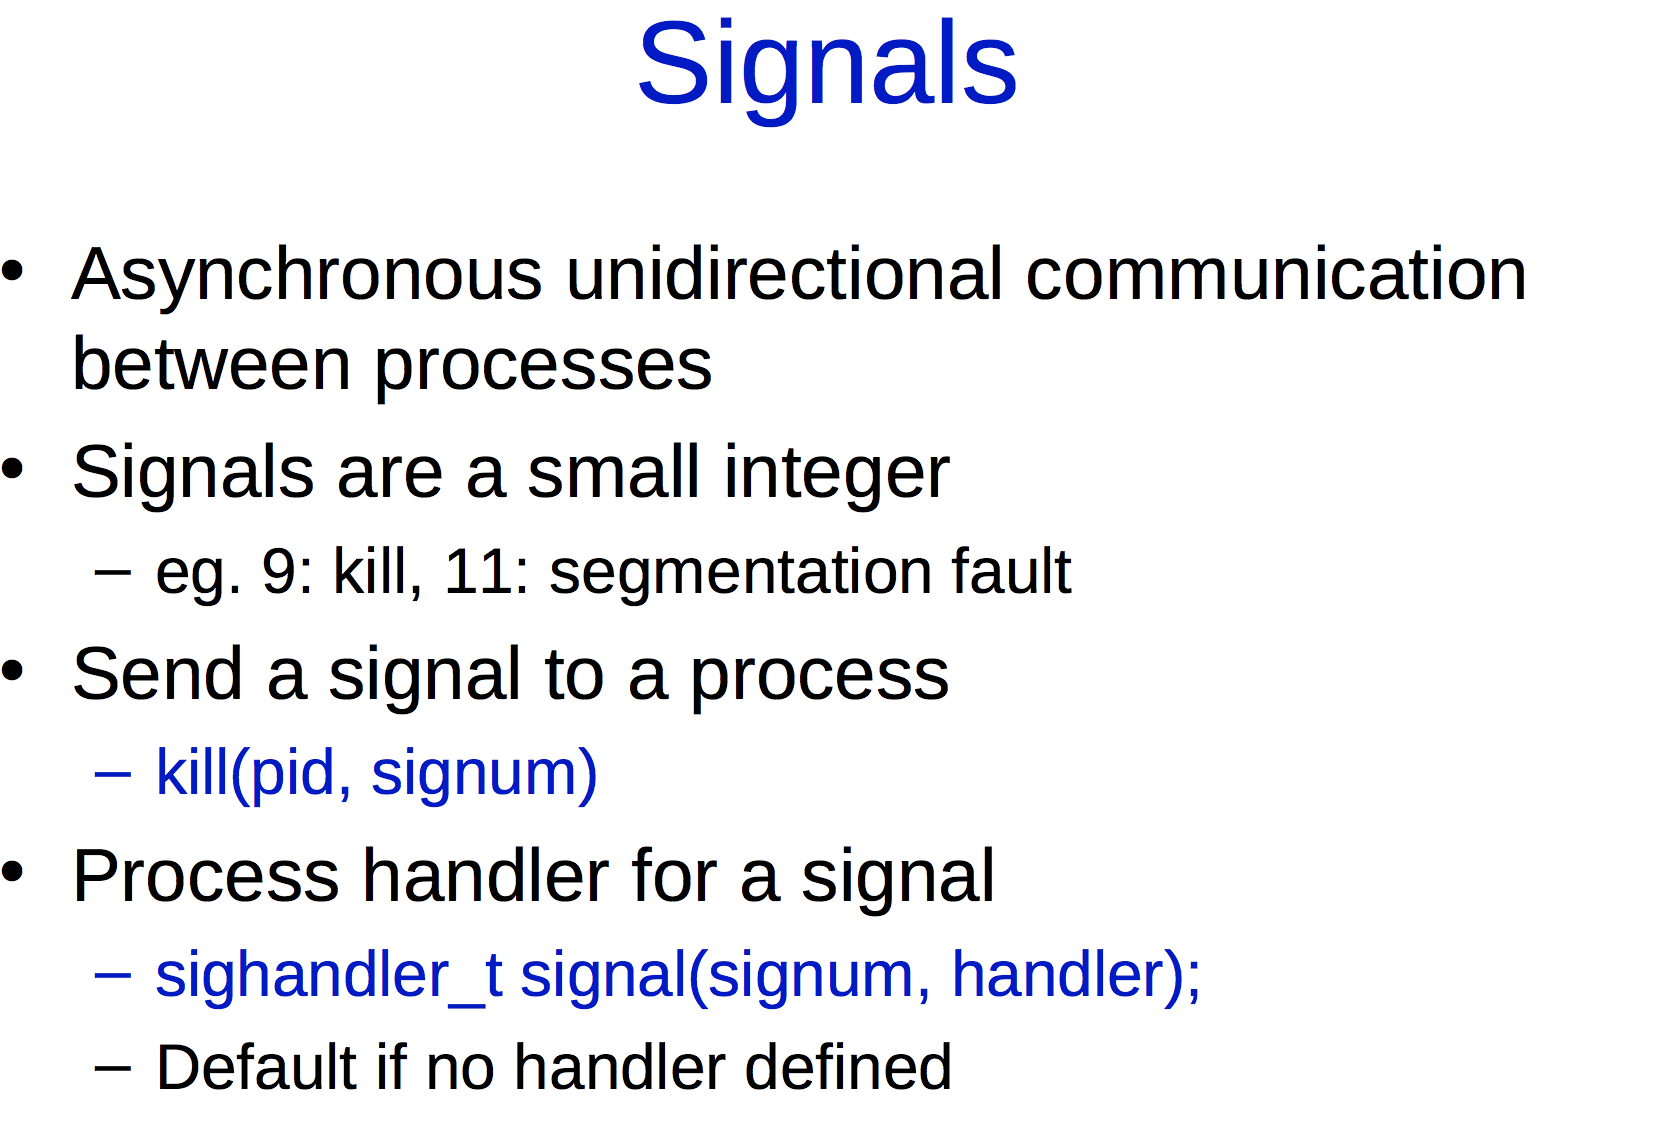 Signals
• Asynchronous unidirectional communication
between processes
• Signals are a small integer
– eg. 9: kill, 11: segmentation fault
• Send a signal to a process
– kill(pid, signum)
• Process handler for a signal
– sighandler_t signal(signum, handler);
– Default if no handler defined